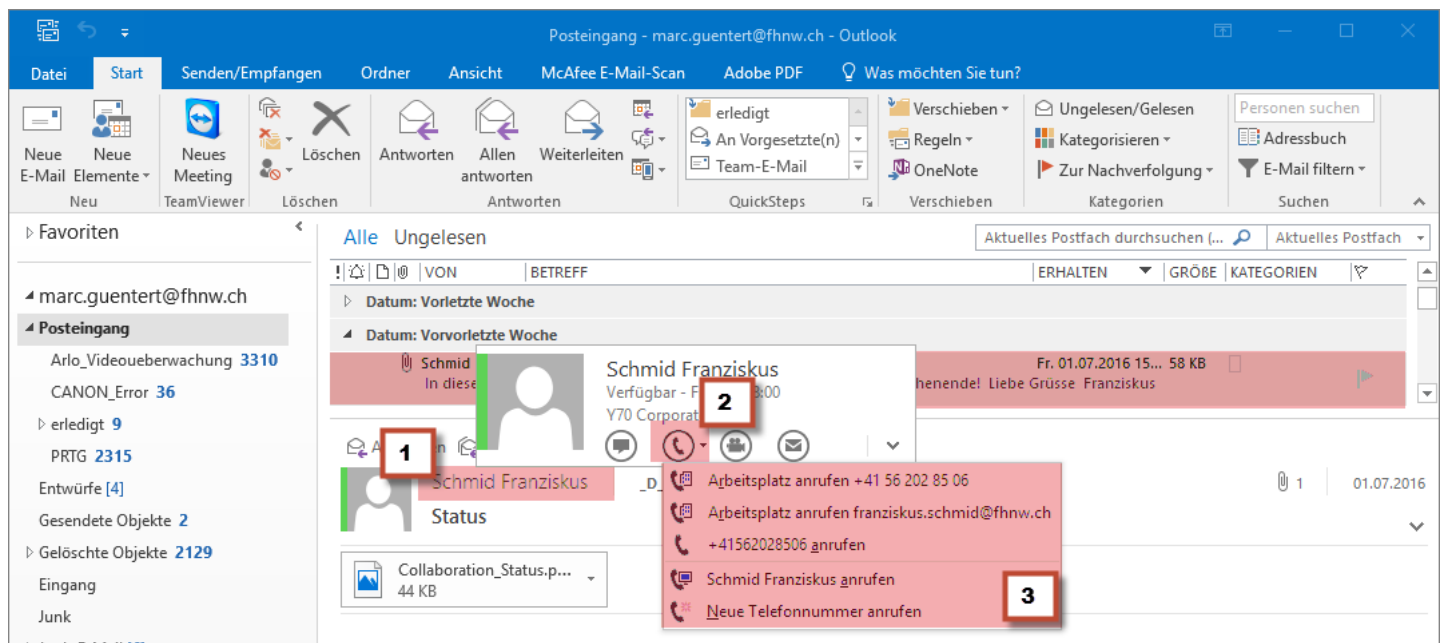 Posteingang - marc.guentert@fhnw.ch - Outlook
Datei Start Senden/Empfangen Ordner Ansicht McAfee E-Mail-Scan Adobe PDF Was möchten Sie tun?
Neue E-Mail
Neue Elemente
Neu
Neues Meeting
TeamViewer
Löschen
Löschen
Antworten
Allen antworten
Weiterleiten
Antworten
erledigt
An Vorgesetzte(n)
Team-E-Mail
QuickSteps
Verschieben
Regeln
OneNote
Verschieben
Ungelesen/Gelesen
Kategorisieren
Zur Nachverfolgung
Kategorien
Personen suchen
Adressbuch
E-Mail filtern
Suchen
Favoriten
marc.guentert@fhnw.ch
Posteingang
Arlo_Videoueberwachung 3310
CANON_Error 36
erledigt 9
PRTG 2315
Entwürfe [4]
Gesendete Objekte 2
Gelöschte Objekte 2129
Eingang
Junk
Alle Ungelesen
Aktuelles Postfach durchsuchen (... Aktuelles Postfach
! VON BETREFF ERHALTEN GRÖßE KATEGORIEN
Datum: Vorletzte Woche
Datum: Vorvorletzte Woche
Schmid Fr. 01.07.2016 15... 58 KB
In diese henende! Liebe Grüsse Franziskus
Schmid Franziskus
Verfügbar - F :00
Y70 Corporat
2
1
Schmid Franziskus _D_ 1 01.07.2016
Status
Collaboration_Status.p...
44 KB
Arbeitsplatz anrufen +41 56 202 85 06
Arbeitsplatz anrufen franziskus.schmid@fhnw.ch
+41562028506 anrufen
Schmid Franziskus anrufen
Neue Telefonnummer anrufen
3